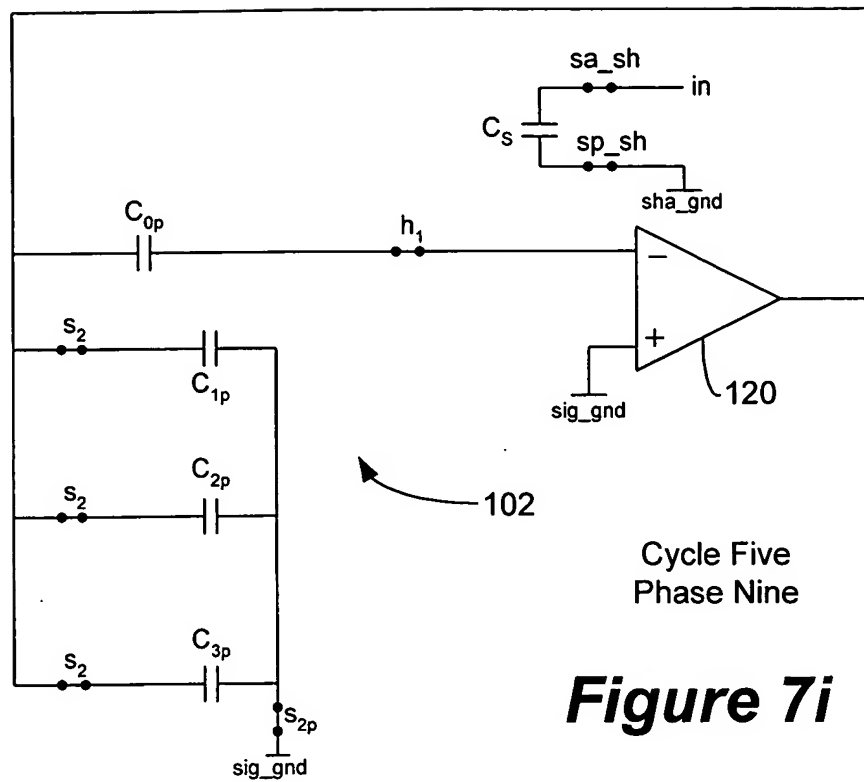 sa_sh
in
C_S
sp_sh
sha_gnd
C_0p
h_1
−
s_2
C_1p
+
sig_gnd
120
C_2p
s_2
102
Cycle Five
Phase Nine
C_3p
s_2
s_2p
sig_gnd
Figure 7i